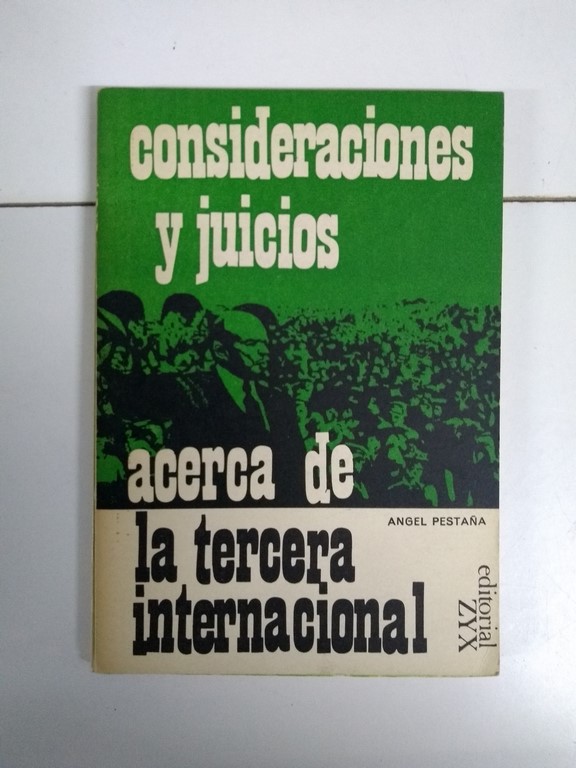 consideraciones
y juicios
acerca de
ANGEL PESTAÑA
la tercera
internacional
editorial
ZYX